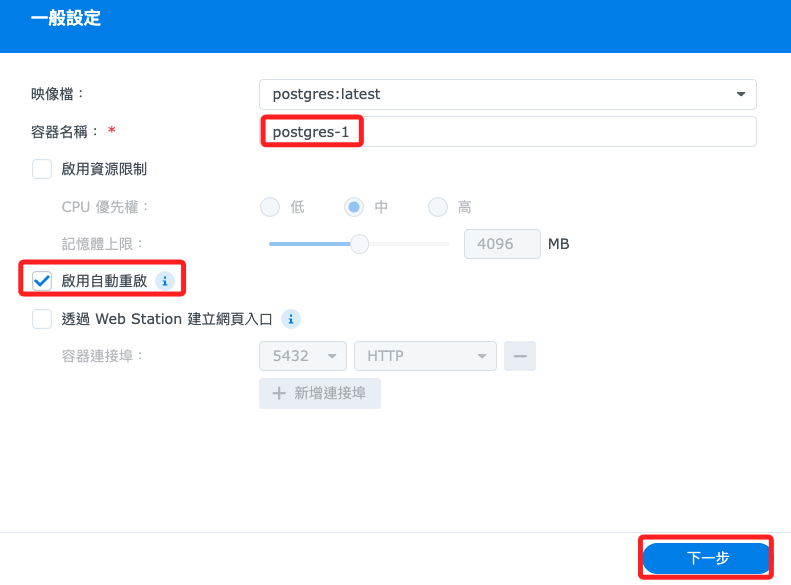 一般設定
映像檔： postgres:latest
容器名稱： * postgres-1
啟用資源限制
CPU 優先權： 低 中 高
記憶體上限： 4096 MB
啟用自動重啟 i
透過 Web Station 建立網頁入口 i
容器連接埠： 5432 HTTP
+ 新增連接埠
下一步